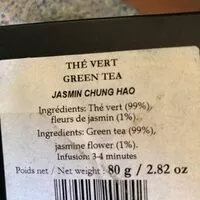 THÉ VERT
GREEN TEA
JASMIN CHUNG HAO
Ingrédients: Thé vert (99%),
fleurs de jasmin (1%).
Ingredients: Green tea (99%),
jasmine flower (1%).
Infusion: 3-4 minutes
Poids net / Net weight : 80 g / 2.82 oz